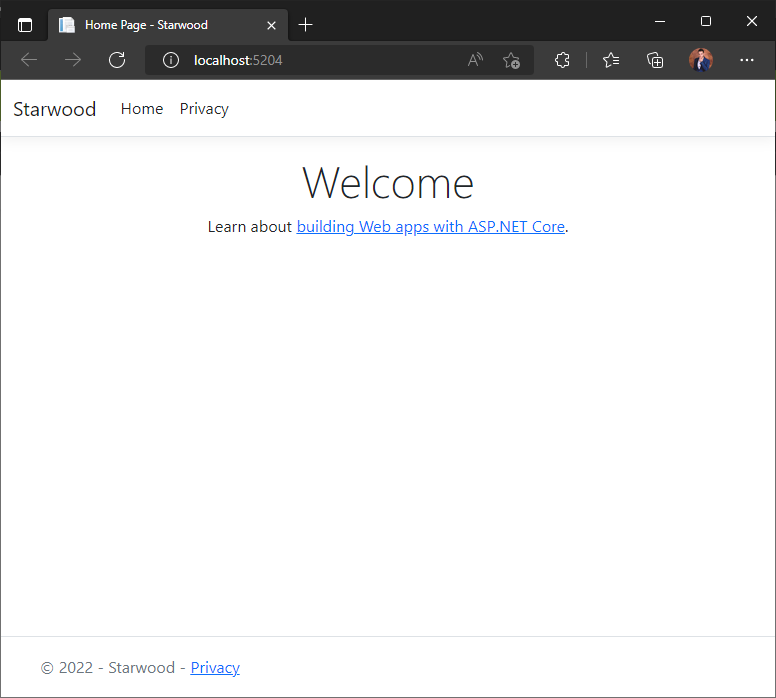 Home Page - Starwood
localhost:5204
Starwood Home Privacy
Welcome
Learn about building Web apps with ASP.NET Core.
© 2022 - Starwood - Privacy